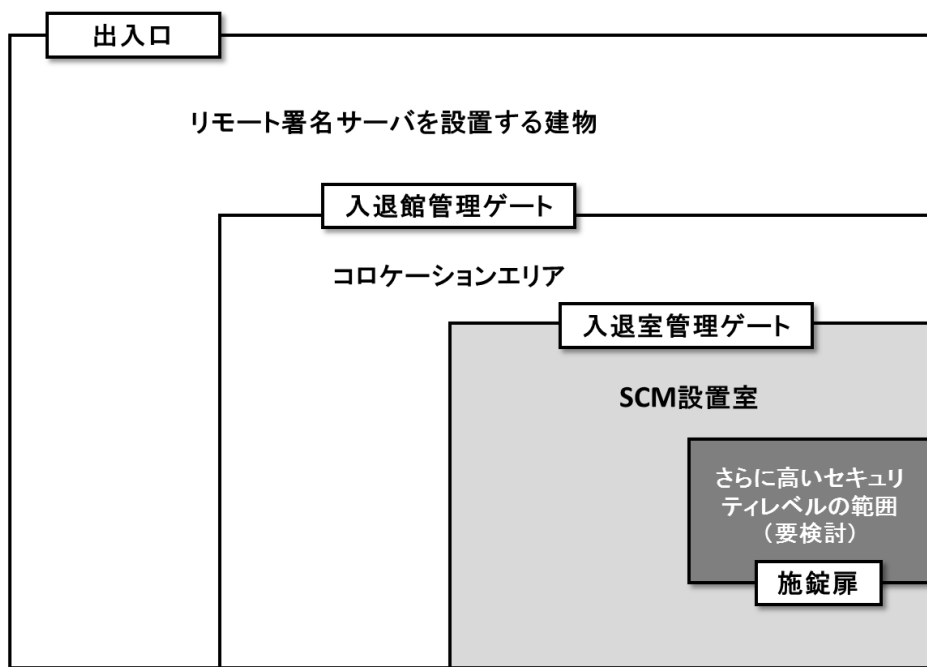 出入口
リモート署名サーバを設置する建物
入退館管理ゲート
コロケーションエリア
入退室管理ゲート
SCM設置室
さらに高いセキュリ
ティレベルの範囲
（要検討）
施錠扉